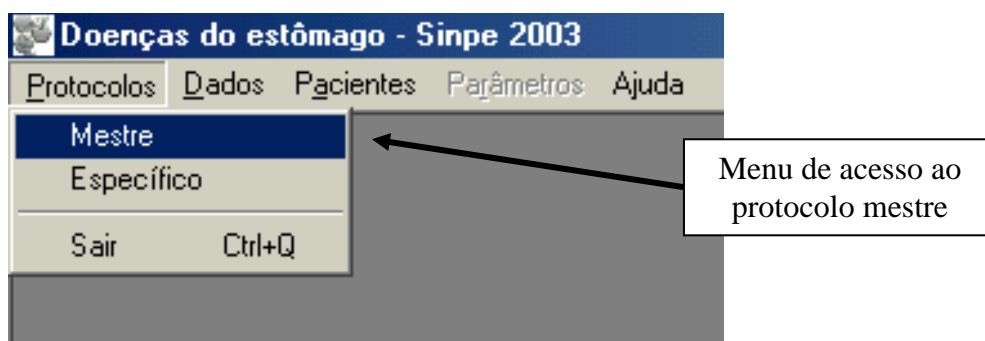 Doenças do estômago - Sinpe 2003
Protocolos Dados Pacientes Parâmetros Ajuda
Mestre
Específico
Sair Ctrl+Q
Menu de acesso ao
protocolo mestre